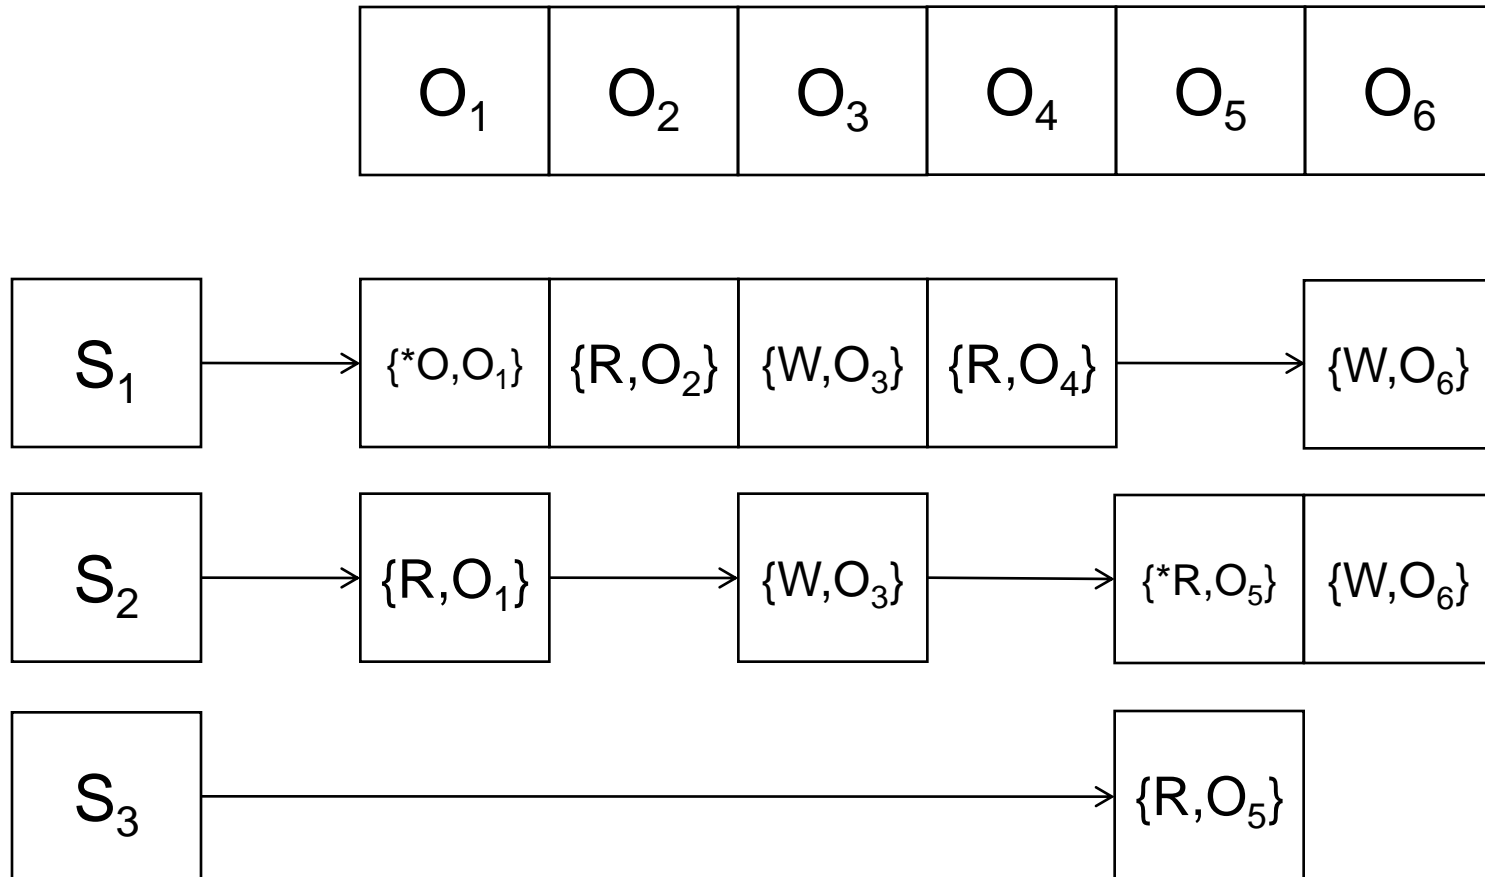 O₁ O₂ O₃ O₄ O₅ O₆
S₁ {*O,O₁} {R,O₂} {W,O₃} {R,O₄} {W,O₆}
S₂ {R,O₁} {W,O₃} {*R,O₅} {W,O₆}
S₃ {R,O₅}